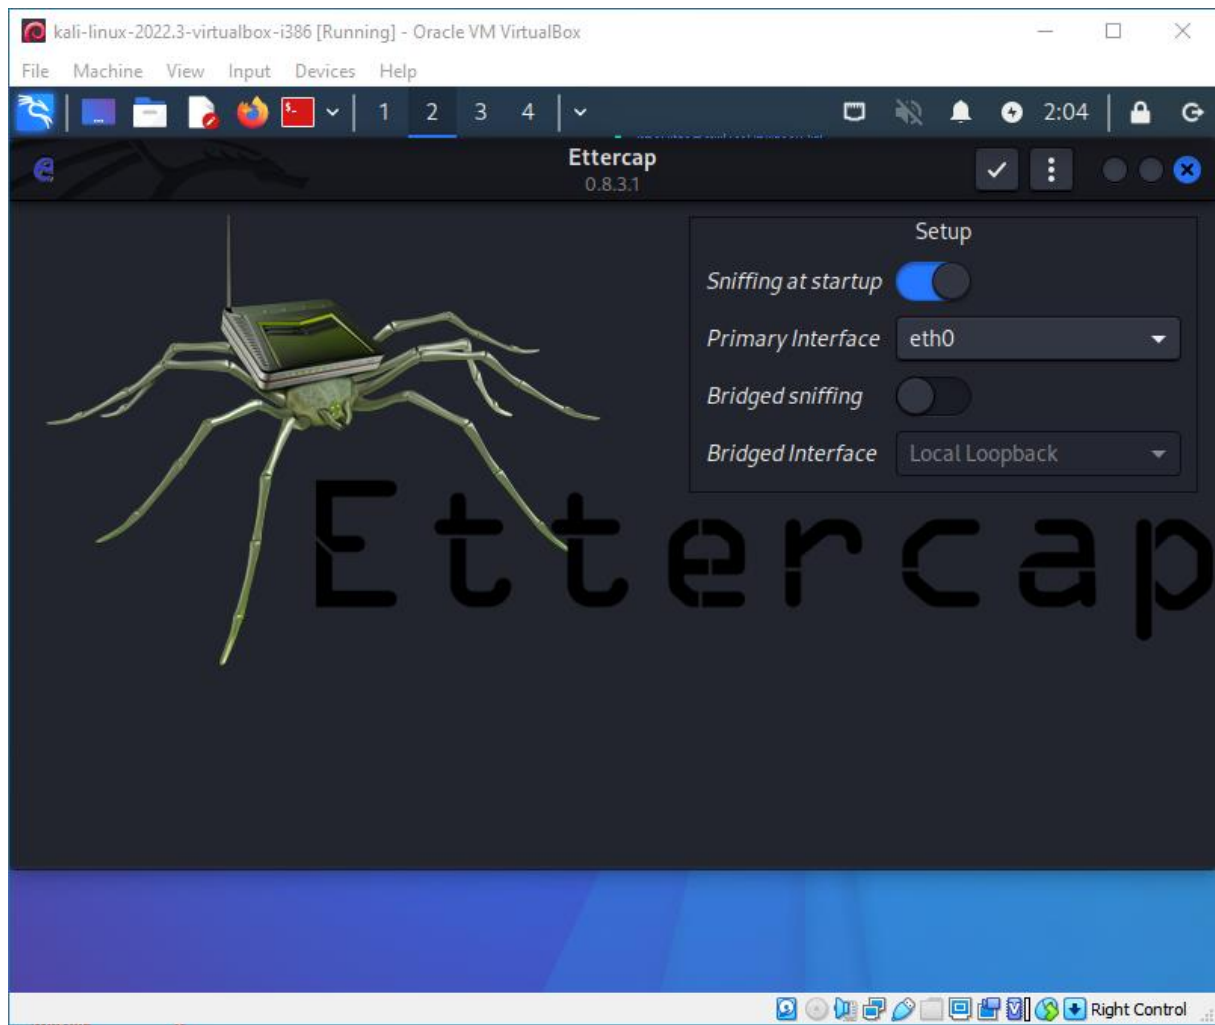 kali-linux-2022.3-virtualbox-i386 [Running] - Oracle VM VirtualBox
File Machine View Input Devices Help
1 2 3 4 2:04
Ettercap
0.8.3.1
Setup
Sniffing at startup
Primary Interface eth0
Bridged sniffing
Bridged Interface Local Loopback
Ettercap
Right Control